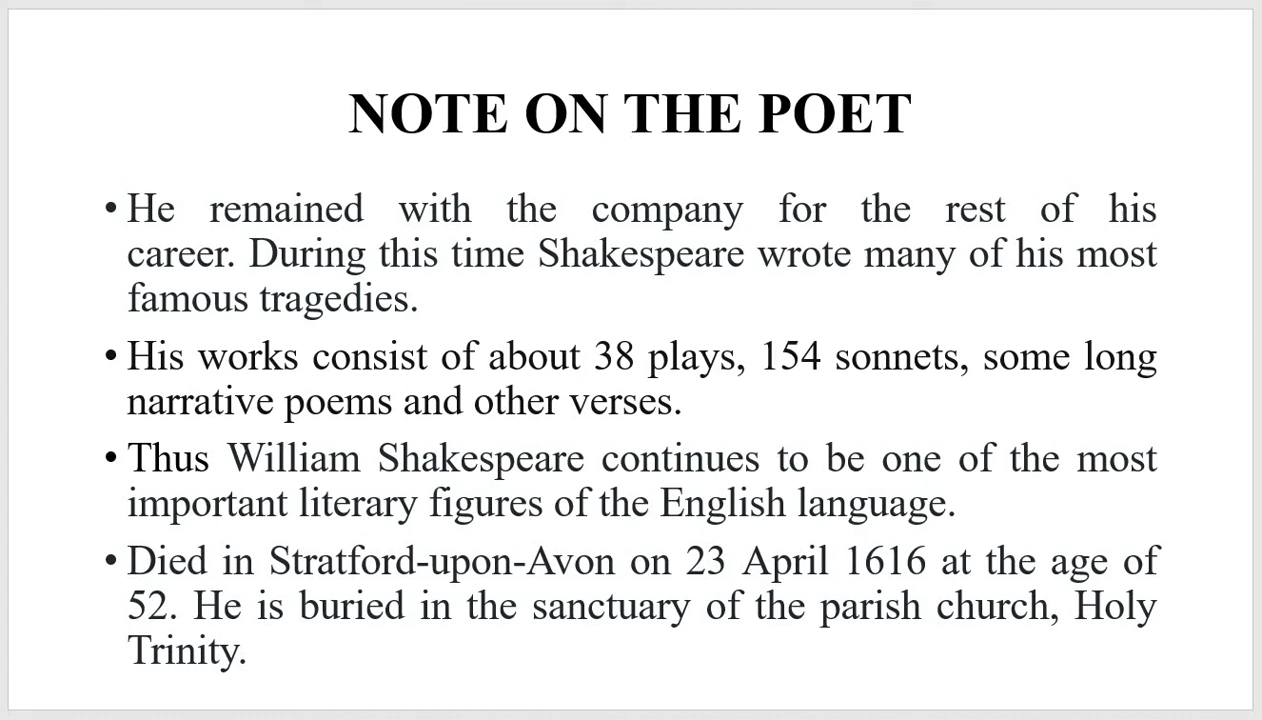 NOTE ON THE POET
• He remained with the company for the rest of his
career. During this time Shakespeare wrote many of his most
famous tragedies.
• His works consist of about 38 plays, 154 sonnets, some long
narrative poems and other verses.
• Thus William Shakespeare continues to be one of the most
important literary figures of the English language.
• Died in Stratford-upon-Avon on 23 April 1616 at the age of
52. He is buried in the sanctuary of the parish church, Holy
Trinity.